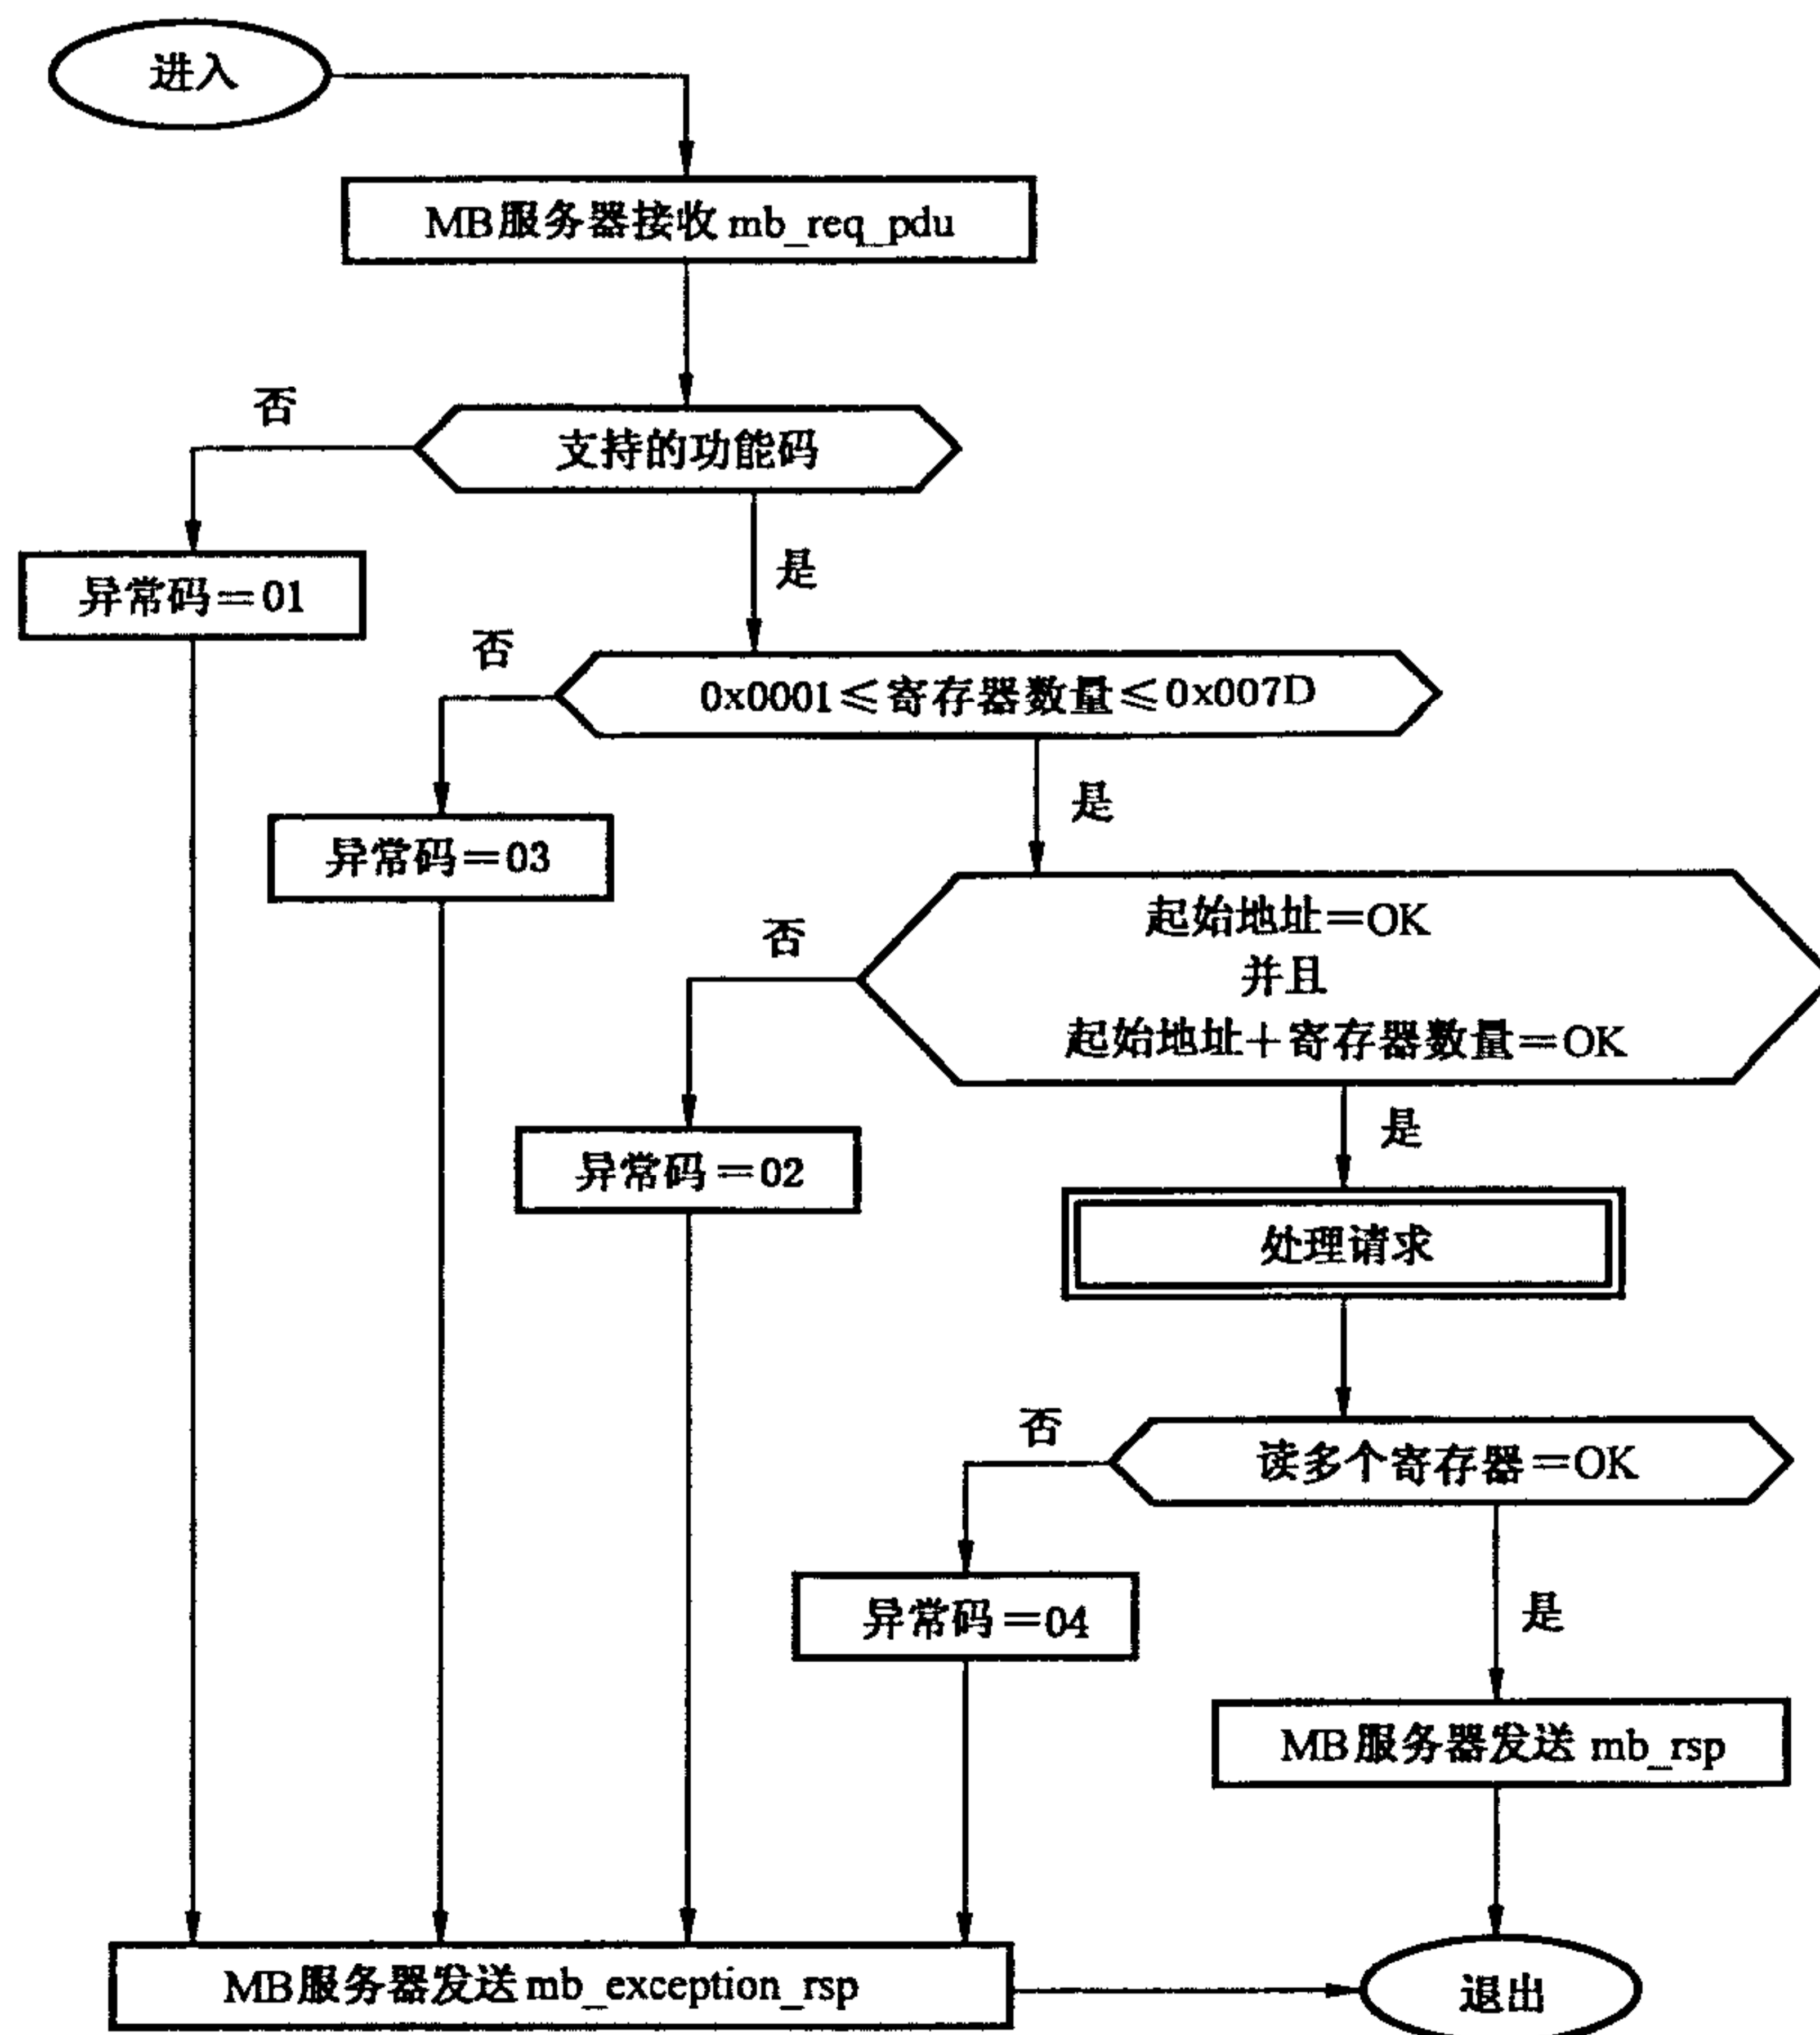 进入
MB服务器接收 mb_req_pdu
否
支持的功能码
是
异常码=01
否
0x0001≤寄存器数量≤0x007D
是
异常码=03
否
起始地址=OK
并且
起始地址+寄存器数量=OK
是
异常码=02
处理请求
否
读多个寄存器=OK
异常码=04
是
MB服务器发送 mb_rsp
MB服务器发送 mb_exception_rsp
退出